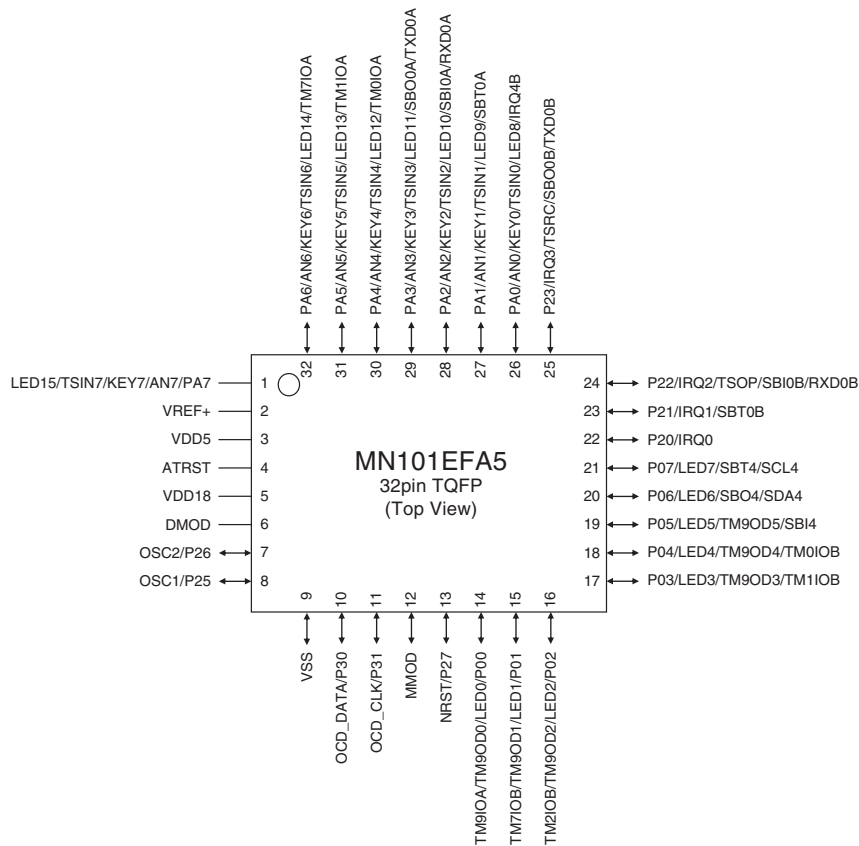 PA6/AN6/KEY6/TSIN6/LED14/TM7IOA
PA5/AN5/KEY5/TSIN5/LED13/TM1IOA
PA4/AN4/KEY4/TSIN4/LED12/TM0IOA
PA3/AN3/KEY3/TSIN3/LED11/SBO0A/TXD0A
PA2/AN2/KEY2/TSIN2/LED10/SBI0A/RXD0A
PA1/AN1/KEY1/TSIN1/LED9/SBT0A
PA0/AN0/KEY0/TSIN0/LED8/IRQ4B
P23/IRQ3/TSRC/SBO0B/TXD0B
32
31
30
29
28
27
26
25
LED15/TSIN7/KEY7/AN7/PA7 1
VREF+ 2
VDD5 3
ATRST 4
VDD18 5
DMOD 6
OSC2/P26 7
OSC1/P25 8
MN101EFA5
32pin TQFP
(Top View)
24 P22/IRQ2/TSOP/SBI0B/RXD0B
23 P21/IRQ1/SBT0B
22 P20/IRQ0
21 P07/LED7/SBT4/SCL4
20 P06/LED6/SBO4/SDA4
19 P05/LED5/TM9OD5/SBI4
18 P04/LED4/TM9OD4/TM0IOB
17 P03/LED3/TM9OD3/TM1IOB
9
10
11
12
13
14
15
16
VSS
OCD_DATA/P30
OCD_CLK/P31
MMOD
NRST/P27
TM9IOA/TM9OD0/LED0/P00
TM7IOB/TM9OD1/LED1/P01
TM2IOB/TM9OD2/LED2/P02